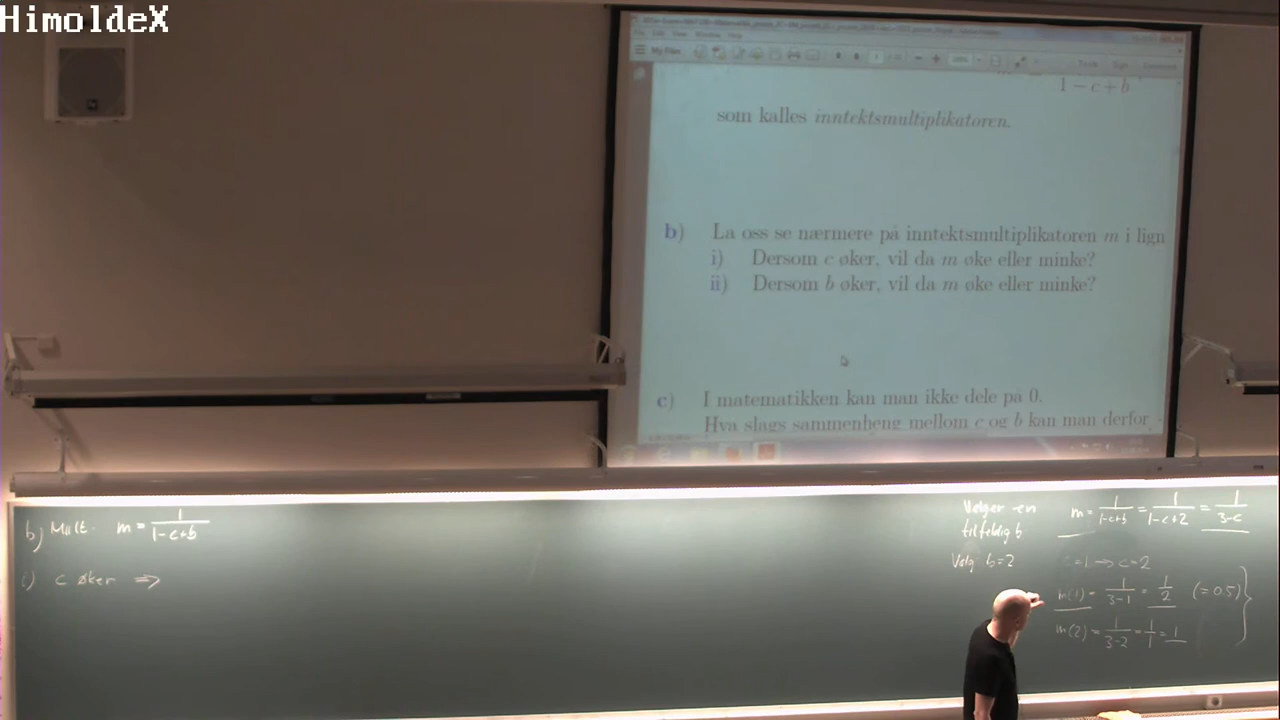 HimoldeX
My Files
1 − c + b
som kalles inntektsmultiplikatoren.
b) La oss se nærmere på inntektsmultiplikatoren m i lign
i) Dersom c øker, vil da m øke eller minke?
ii) Dersom b øker, vil da m øke eller minke?
c) I matematikken kan man ikke dele på 0.
Hva slags sammenheng mellom c og b kan man derfor
b) Mult. m = 1/(1-c+b)
i) c øker ⇒
Velger en
tilfeldig b
Velg b=2
m = 1/(1-c+b) = 1/(1-c+2) = 1/(3-c)
c=1 → c=2
m(1) = 1/(3-1) = 1/2 (=0.5)
m(2) = 1/(3-2) = 1/1 = 1